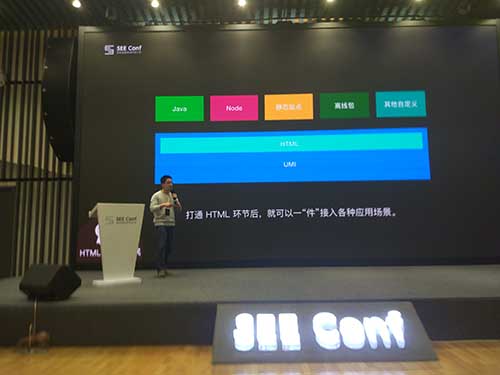 SEE Conf
Java
Node
静态站点
离线包
其他自定义
HTML
UMI
打通 HTML 环节后，就可以一“件”接入各种应用场景。
SEE Conf
HTML
SEE Conf